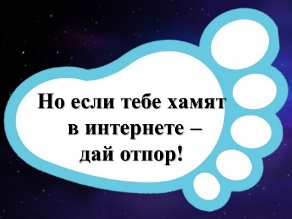 Но если тебе хамят
в интернете –
дай отпор!